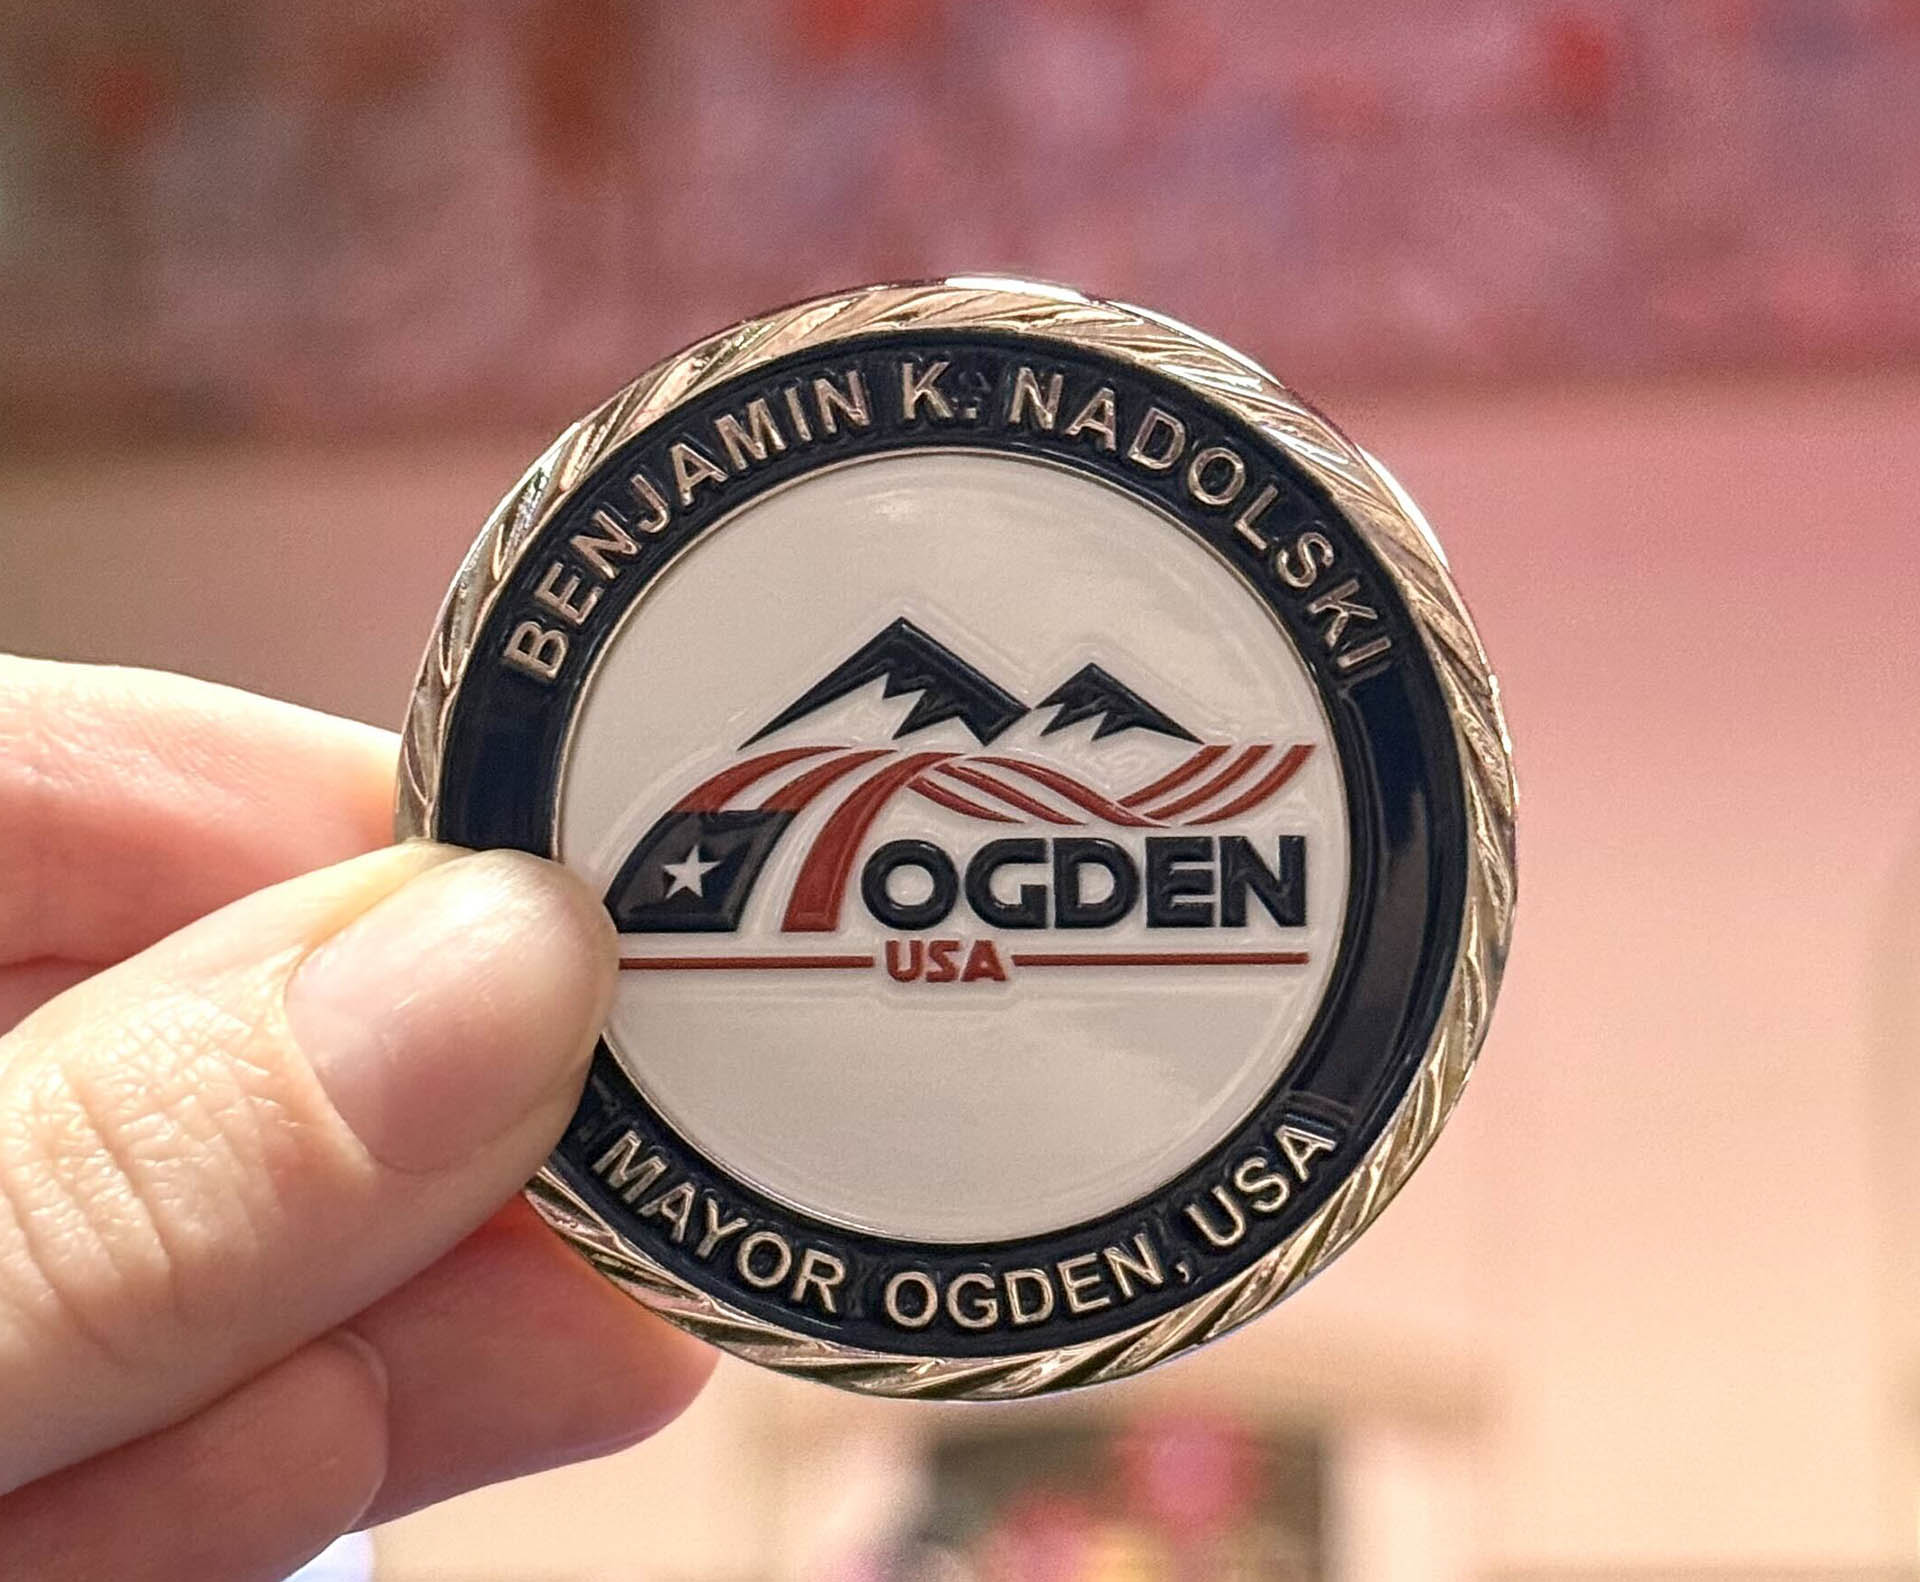 BENJAMIN K. NADOLSKI
OGDEN
USA
MAYOR OGDEN, USA